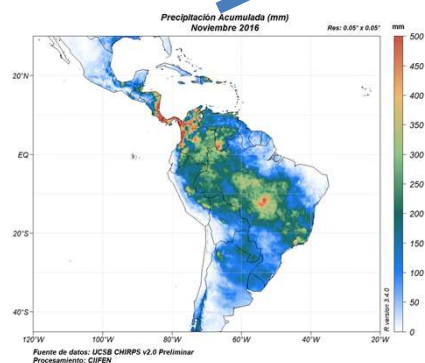 Precipitación Acumulada (mm)
Noviembre 2016
Res: 0.05° x 0.05°
mm
500
450
400
350
300
250
200
150
100
50
0
20°N
EQ
20°S
40°S
120°W
100°W
80°W
60°W
40°W
20°W
R version 3.4.0
Fuente de datos: UCSB CHIRPS v2.0 Preliminar
Procesamiento: CIIFEN